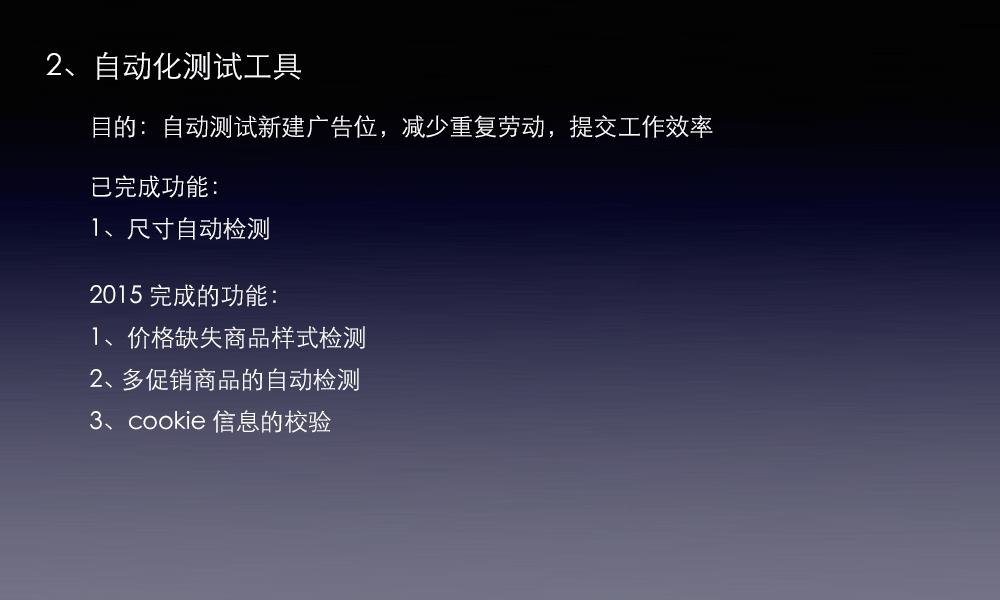 2、自动化测试工具
目的：自动测试新建广告位，减少重复劳动，提交工作效率
已完成功能：
1、尺寸自动检测
2015 完成的功能：
1、价格缺失商品样式检测
2、多促销商品的自动检测
3、cookie 信息的校验